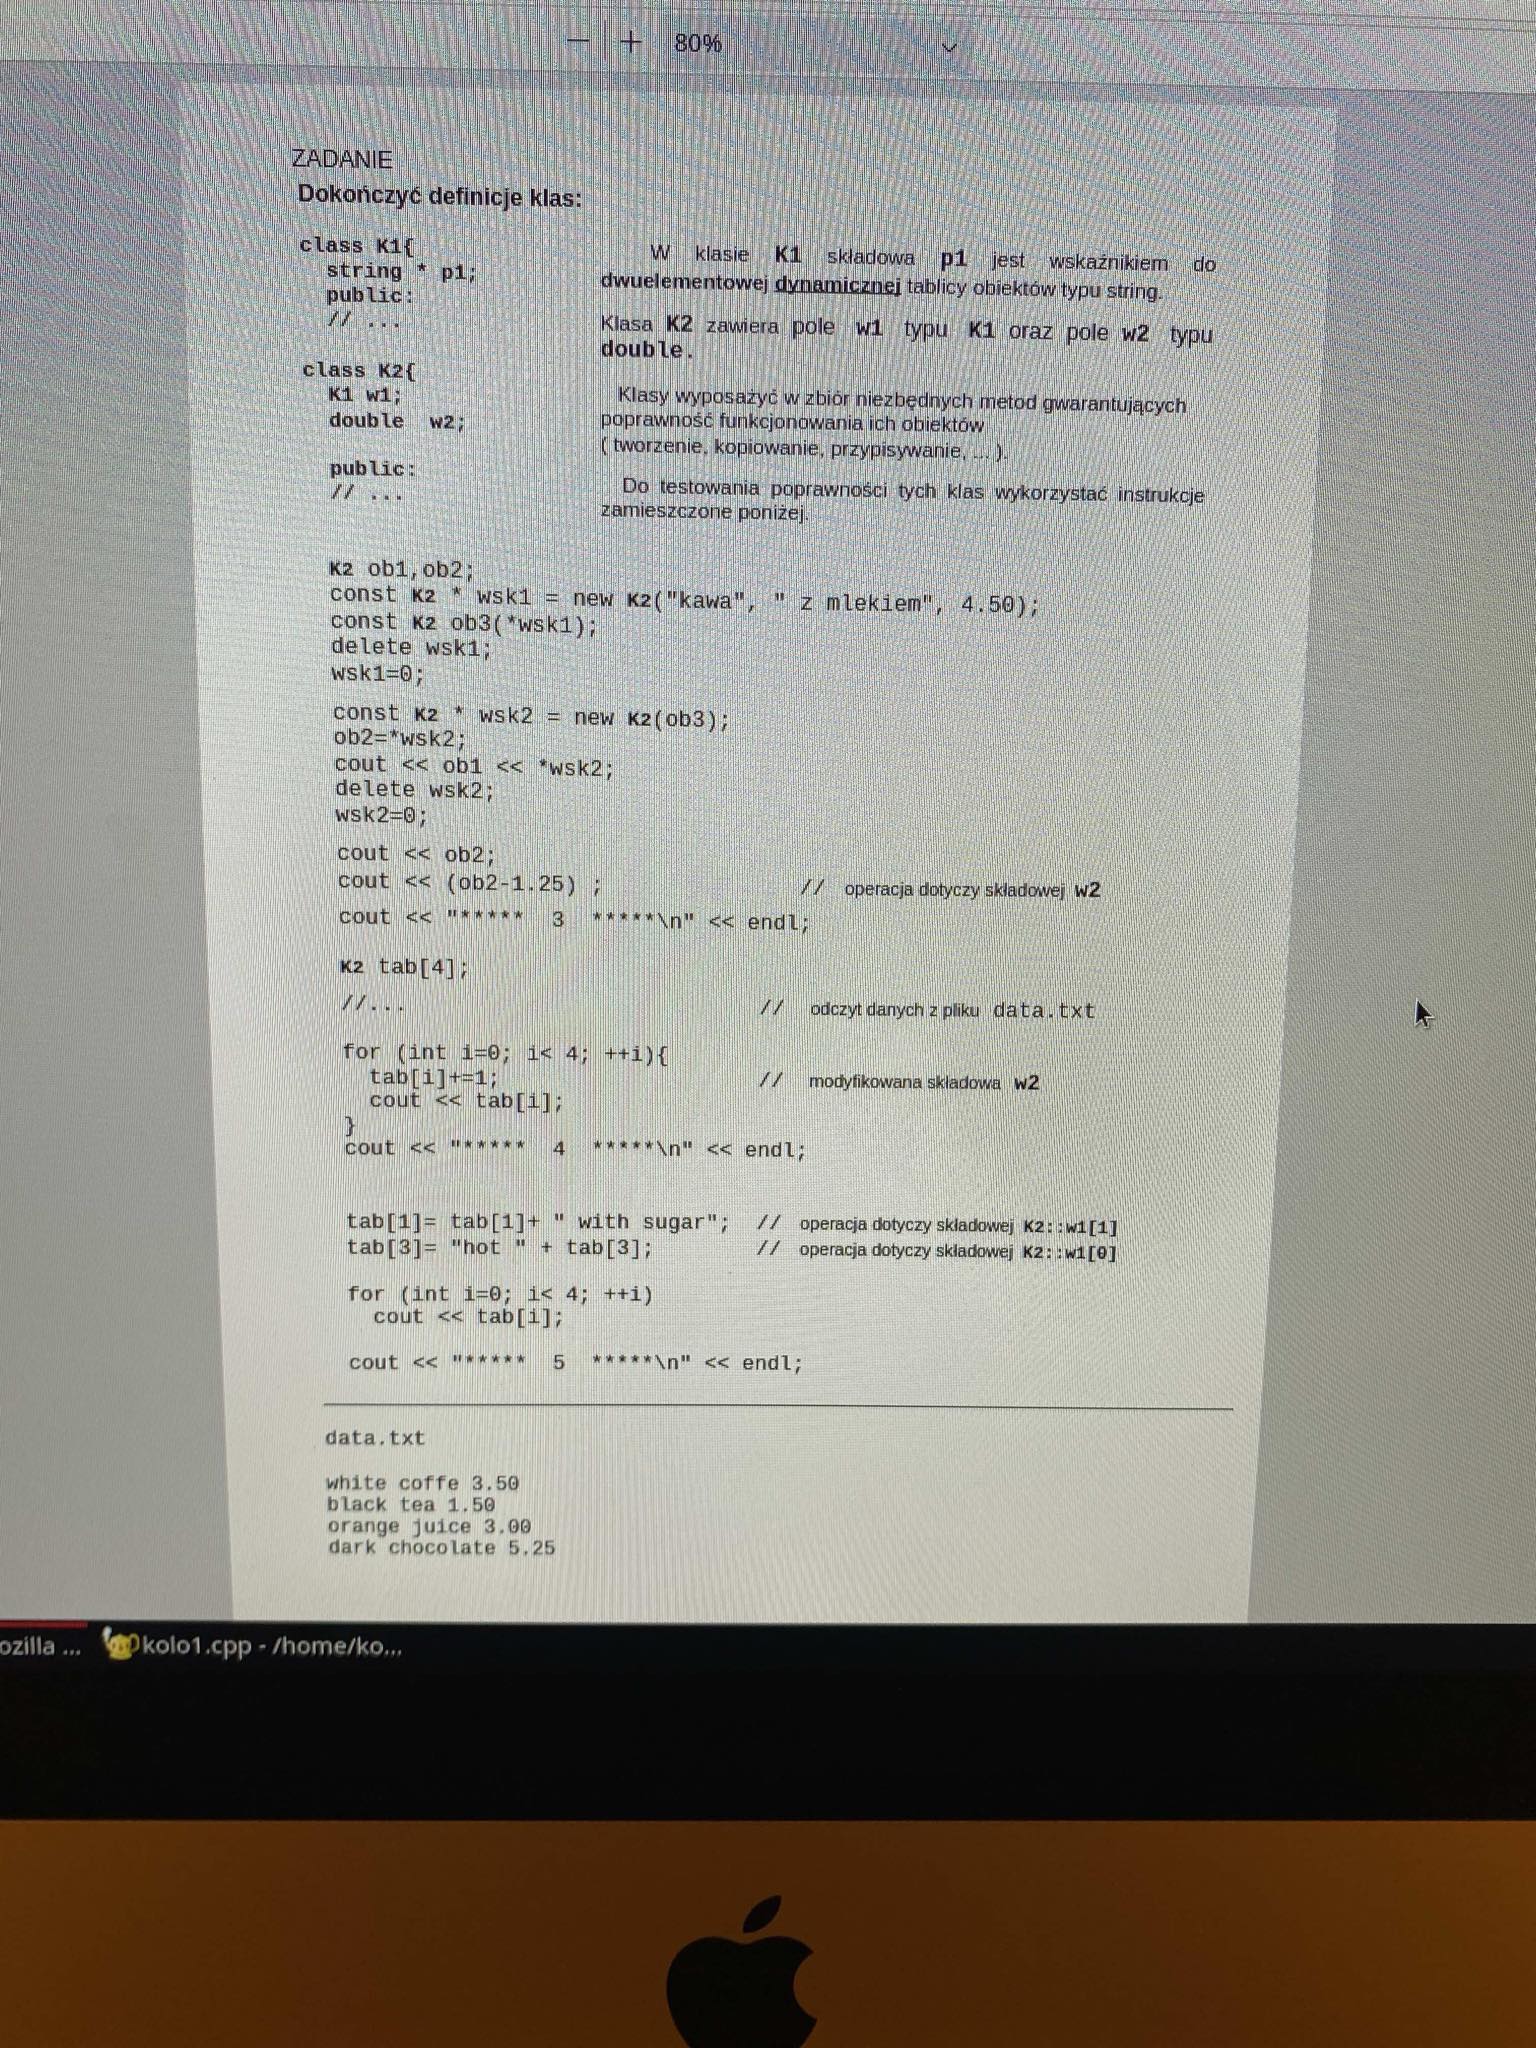 80%
ZADANIE
Dokończyć definicje klas:
class K1{
string * p1;
public:
// ...
class K2{
K1 w1;
double w2;
public:
// ...
W klasie K1 składowa p1 jest wskaźnikiem do
dwuelementowej dynamicznej tablicy obiektów typu string.
Klasa K2 zawiera pole w1 typu K1 oraz pole w2 typu
double.
Klasy wyposażyć w zbiór niezbędnych metod gwarantujących
poprawność funkcjonowania ich obiektów
( tworzenie, kopiowanie, przypisywanie, ... ).
Do testowania poprawności tych klas wykorzystać instrukcje
zamieszczone poniżej.
K2 ob1,ob2;
const K2 * wsk1 = new K2("kawa", " z mlekiem", 4.50);
const K2 ob3(*wsk1);
delete wsk1;
wsk1=0;
const K2 * wsk2 = new K2(ob3);
ob2=*wsk2;
cout << ob1 << *wsk2;
delete wsk2;
wsk2=0;
cout << ob2;
cout << (ob2-1.25) ; // operacja dotyczy składowej w2
cout << "***** 3 *****\n" << endl;
K2 tab[4];
//... // odczyt danych z pliku data.txt
for (int i=0; i< 4; ++i){
tab[i]+=1; // modyfikowana składowa w2
cout << tab[i];
}
cout << "***** 4 *****\n" << endl;
tab[1]= tab[1]+ " with sugar"; // operacja dotyczy składowej K2::w1[1]
tab[3]= "hot " + tab[3]; // operacja dotyczy składowej K2::w1[0]
for (int i=0; i< 4; ++i)
cout << tab[i];
cout << "***** 5 *****\n" << endl;
data.txt
white coffe 3.50
black tea 1.50
orange juice 3.00
dark chocolate 5.25
ozilla ... kolo1.cpp - /home/ko...